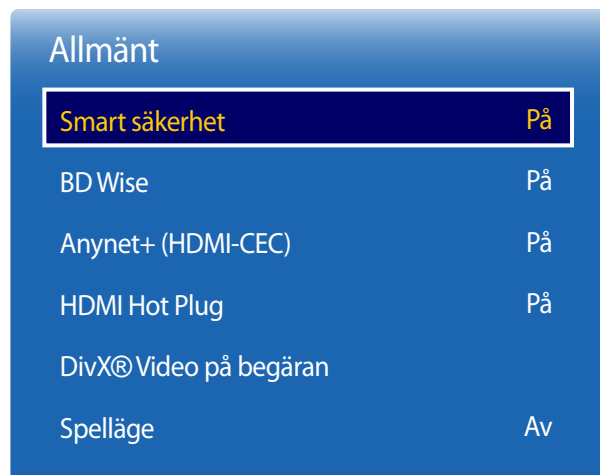 Allmänt
Smart säkerhet På
BD Wise På
Anynet+ (HDMI-CEC) På
HDMI Hot Plug På
DivX® Video på begäran
Spelläge Av